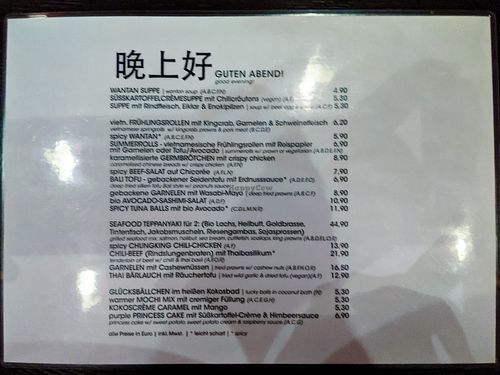 晚上好 GUTEN ABEND!
good evening!
WANTAN SUPPE | wantan soup (A,B,C,F,N) 4.90
SÜSSKARTOFFELCRÈMESUPPE mit Chilicroûtons (vegan) (A,F) 5,30
SUPPE mit Rindfleisch, Eiklar & Enokipilzen | soup w/ beef, egg & (A,C,F) 5,30
vietn. FRÜHLINGSROLLEN mit Kingcrab, Garnelen & Schweinefleisch 6,20
vietnamese springrolls w/ kingcrab, prawns & pork meat (B,C,D,E)
spicy WANTAN* (A,B,C,E,F,N) 5,90
SUMMERROLLS - vietnamesische Frühlingsrollen mit Reispapier 6,90
mit Garnelen oder Tofu/Avocado | summerrolls w/ prawn or vegetarian
karamellisierte GERMBRÖTCHEN mit crispy chicken 8,90
caramelised chinese breads w/ crispy chicken (A,F,N)
spicy BEEF-SALAT auf Chicorée (A,F,L,N) 7,90
BALI TOFU - gebackener Seidentofu mit Erdnusssauce* (A,D,E,F,O) 6,90
deep fried silken tofu Bali style w/ peanuts sauce
HappyCow
gebackene GARNELEN mit Wasabi-Mayo | deep fried prawns (A,B,C,F) 8,90
bio AVOCADO-SASHIMI-SALAT (A,D,F) 10,90
SPICY TUNA BALLS mit bio Avocado* (C,D,L,M,N,P) 11,90
SEAFOOD TEPPANYAKI für 2: (Bio Lachs, Heilbutt, Goldbrasse, 44,90
Tintenfisch, Jakobsmuscheln, Riesengambas, Sojasprossen)
grilled seafood mix: salmon, halibut, sea bream, cuttlefish, scallops, king prawns (A,B,D,F,L,O,R)
spicy CHUNGKING CHILI-CHICKEN (A,F) 13,90
CHILI-BEEF (Rindslungenbraten) mit Thaibasilikum* 21,90
tenderloin of beef w/ chili & thai basil (A,F,O,R)
GARNELEN mit Cashewnüssen | fried prawns w/ cashew nuts (A,B,F,H,O,R) 16,50
THAI BÄRLAUCH mit Räuchertofu | fried wild garlic & dried tofu (vegan)(A,F) 12,90
GLÜCKSBÄLLCHEN im heißen Kokosbad | lucky balls in coconut bath (N) 5,30
warmer MOCHI MIX mit cremiger Füllung (A,C,E,G,N) 5,30
KOKOSCRÈME CARAMEL mit Mango 5,30
purple PRINCESS CAKE mit Süßkartoffel-Crème & Himbeersauce 6,90
princess cake w/ sweet potato, sweet potato cream & raspberry sauce (A,C,G)
alle Preise in Euro | inkl. Mwst. | * leicht scharf | * spicy